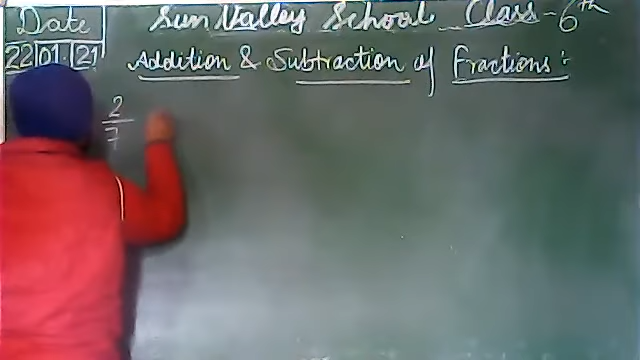 Date Sun Valley School Class - 6th
22 01. 21 Addition & Subtraction of Fractions :
2
7